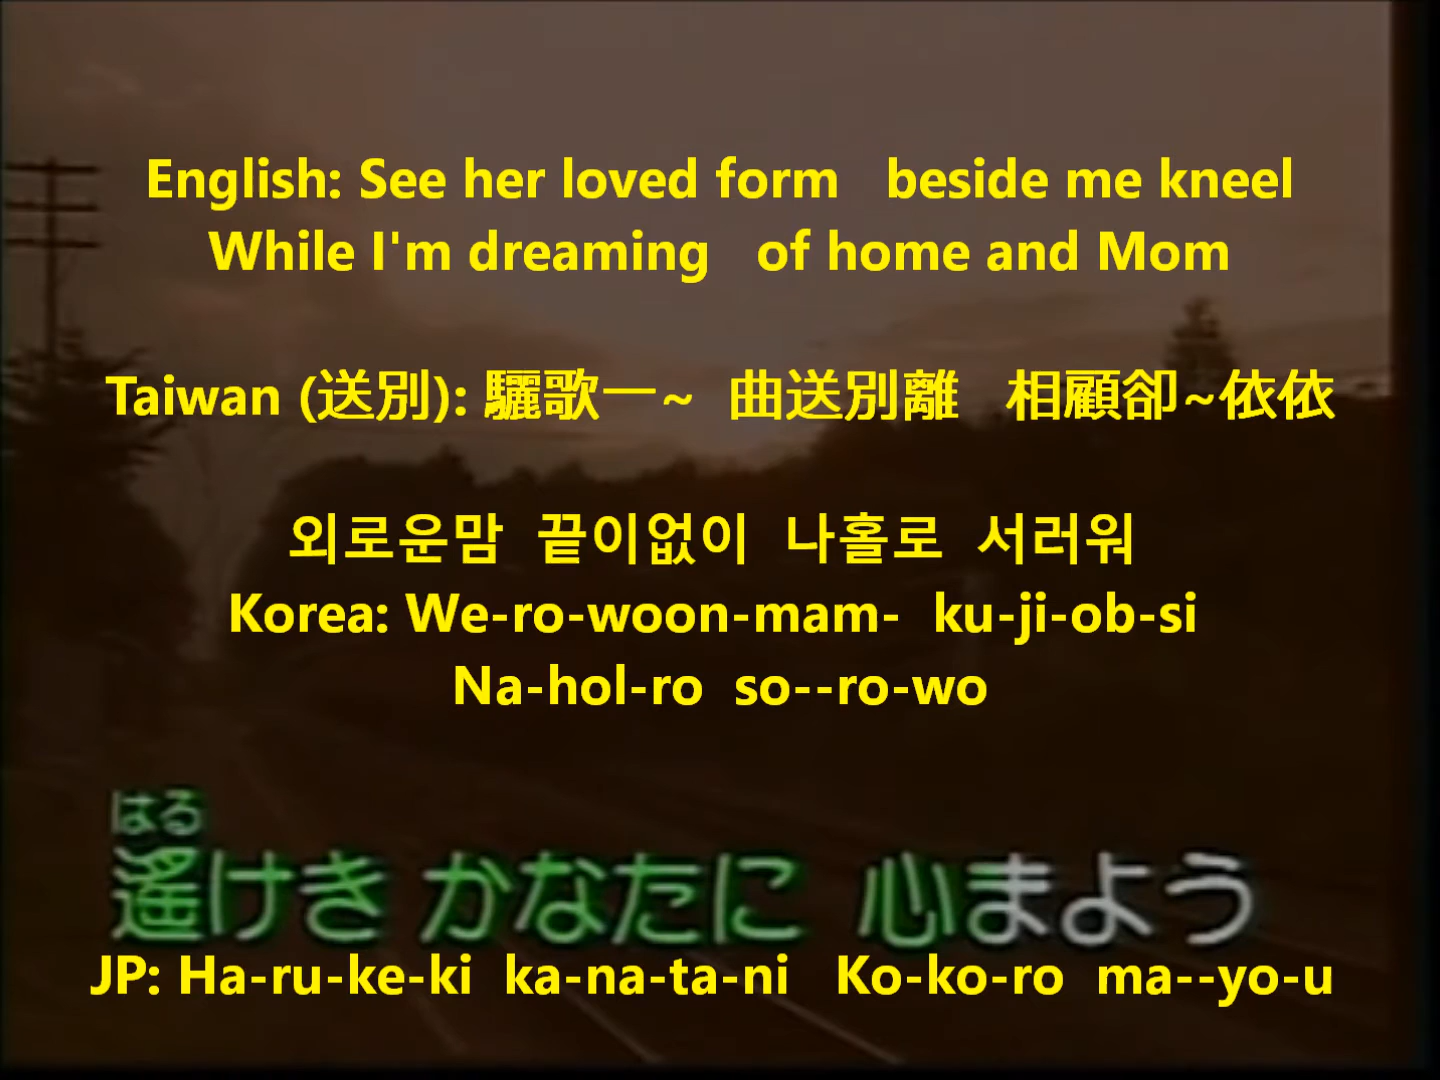 English: See her loved form   beside me kneel
While I'm dreaming   of home and Mom
Taiwan (送別): 驪歌一~  曲送別離   相顧卻~依依
외로운맘  끝이없이  나홀로  서러워
Korea: We-ro-woon-mam-  ku-ji-ob-si
Na-hol-ro  so--ro-wo
はる
遥けき かなたに 心まよう
JP: Ha-ru-ke-ki  ka-na-ta-ni   Ko-ko-ro  ma--yo-u